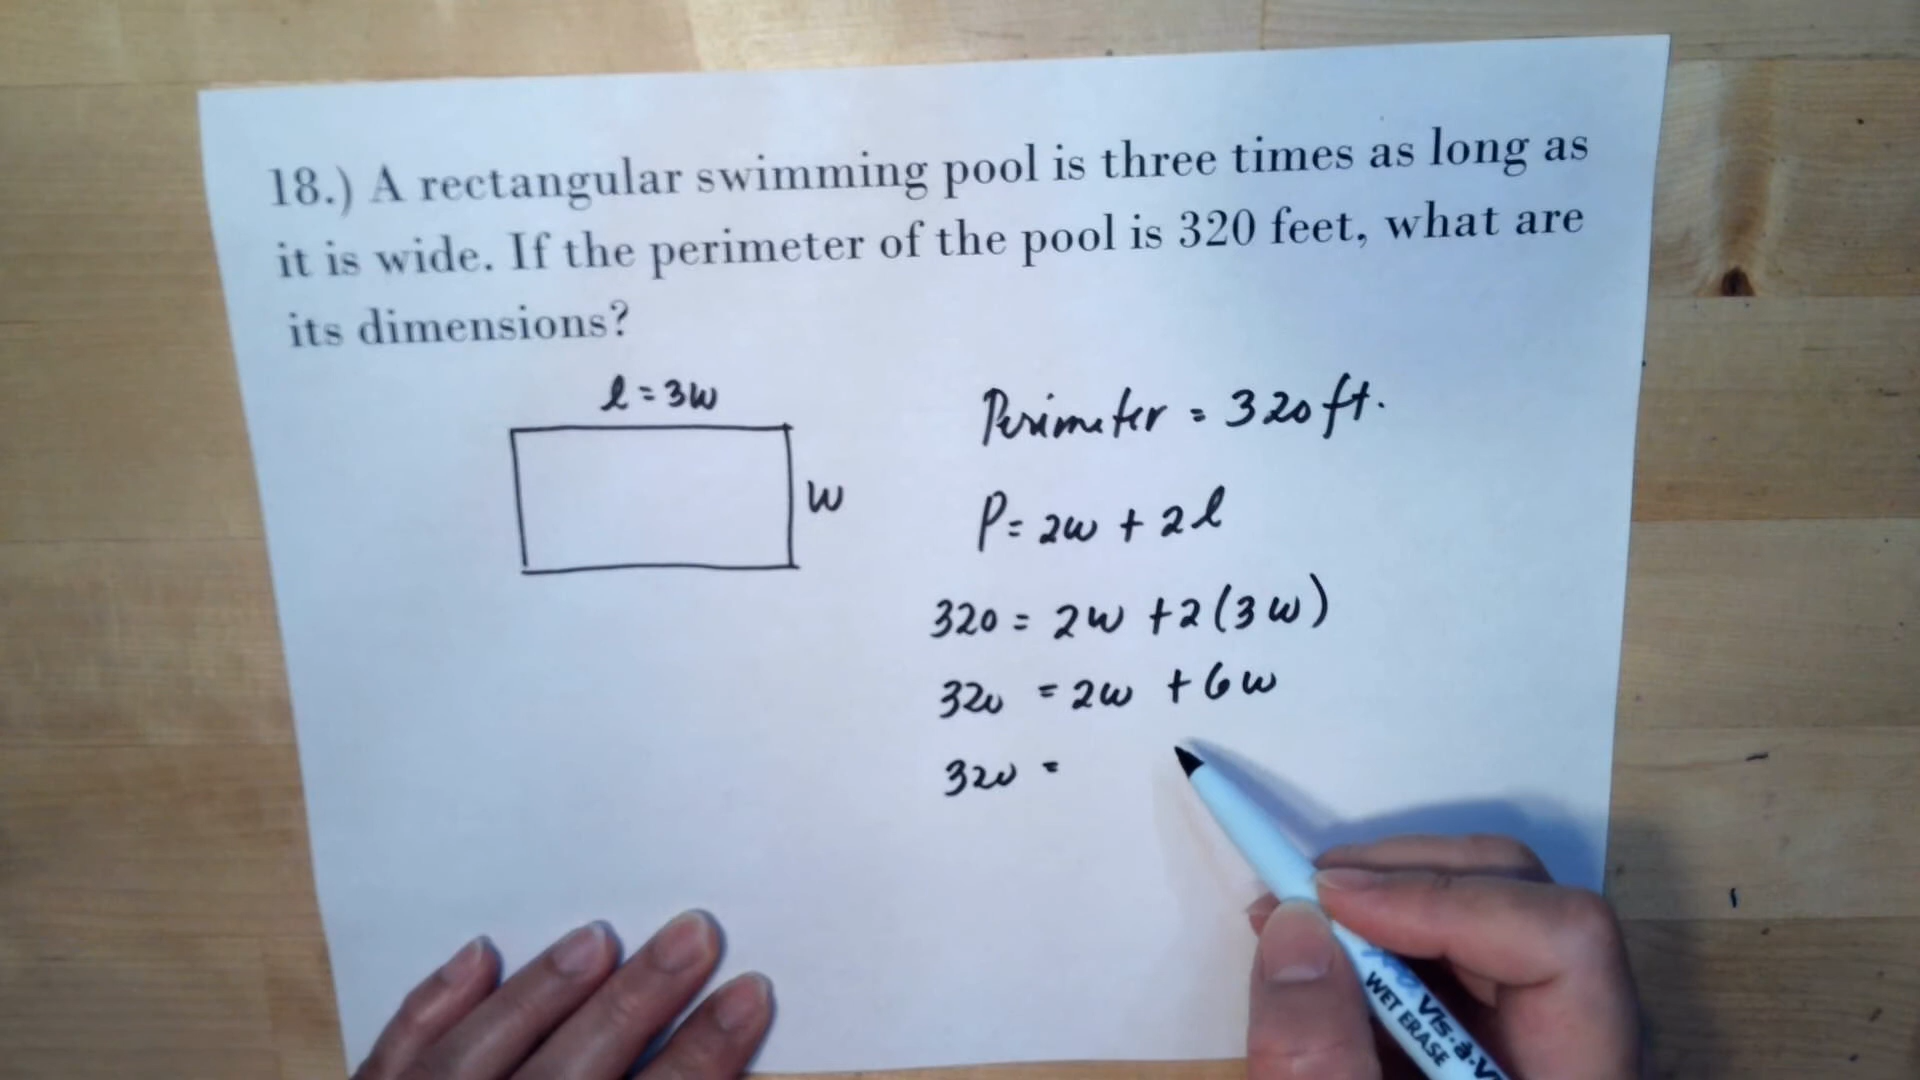 18.) A rectangular swimming pool is three times as long as
it is wide. If the perimeter of the pool is 320 feet, what are
its dimensions?
l = 3w
w
Perimeter = 320 ft.
P = 2w + 2l
320 = 2w + 2(3w)
320 = 2w + 6w
320 =
VIS·à·V
WET ERASE